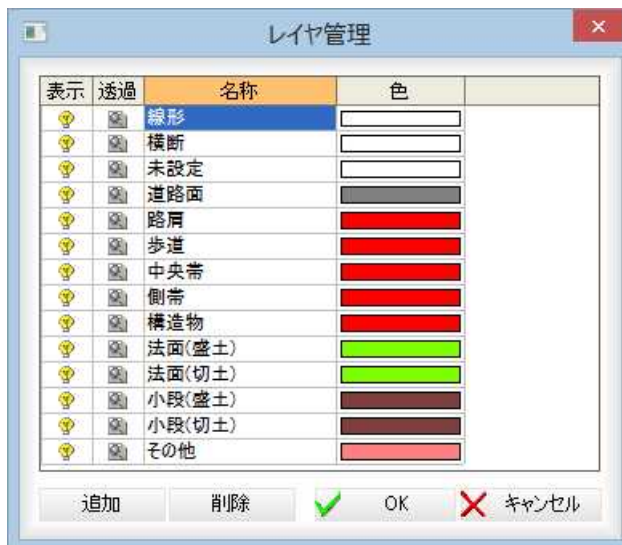 レイヤ管理
表示 透過 名称 色
線形
横断
未設定
道路面
路肩
歩道
中央帯
側帯
構造物
法面(盛土)
法面(切土)
小段(盛土)
小段(切土)
その他
追加 削除 OK キャンセル